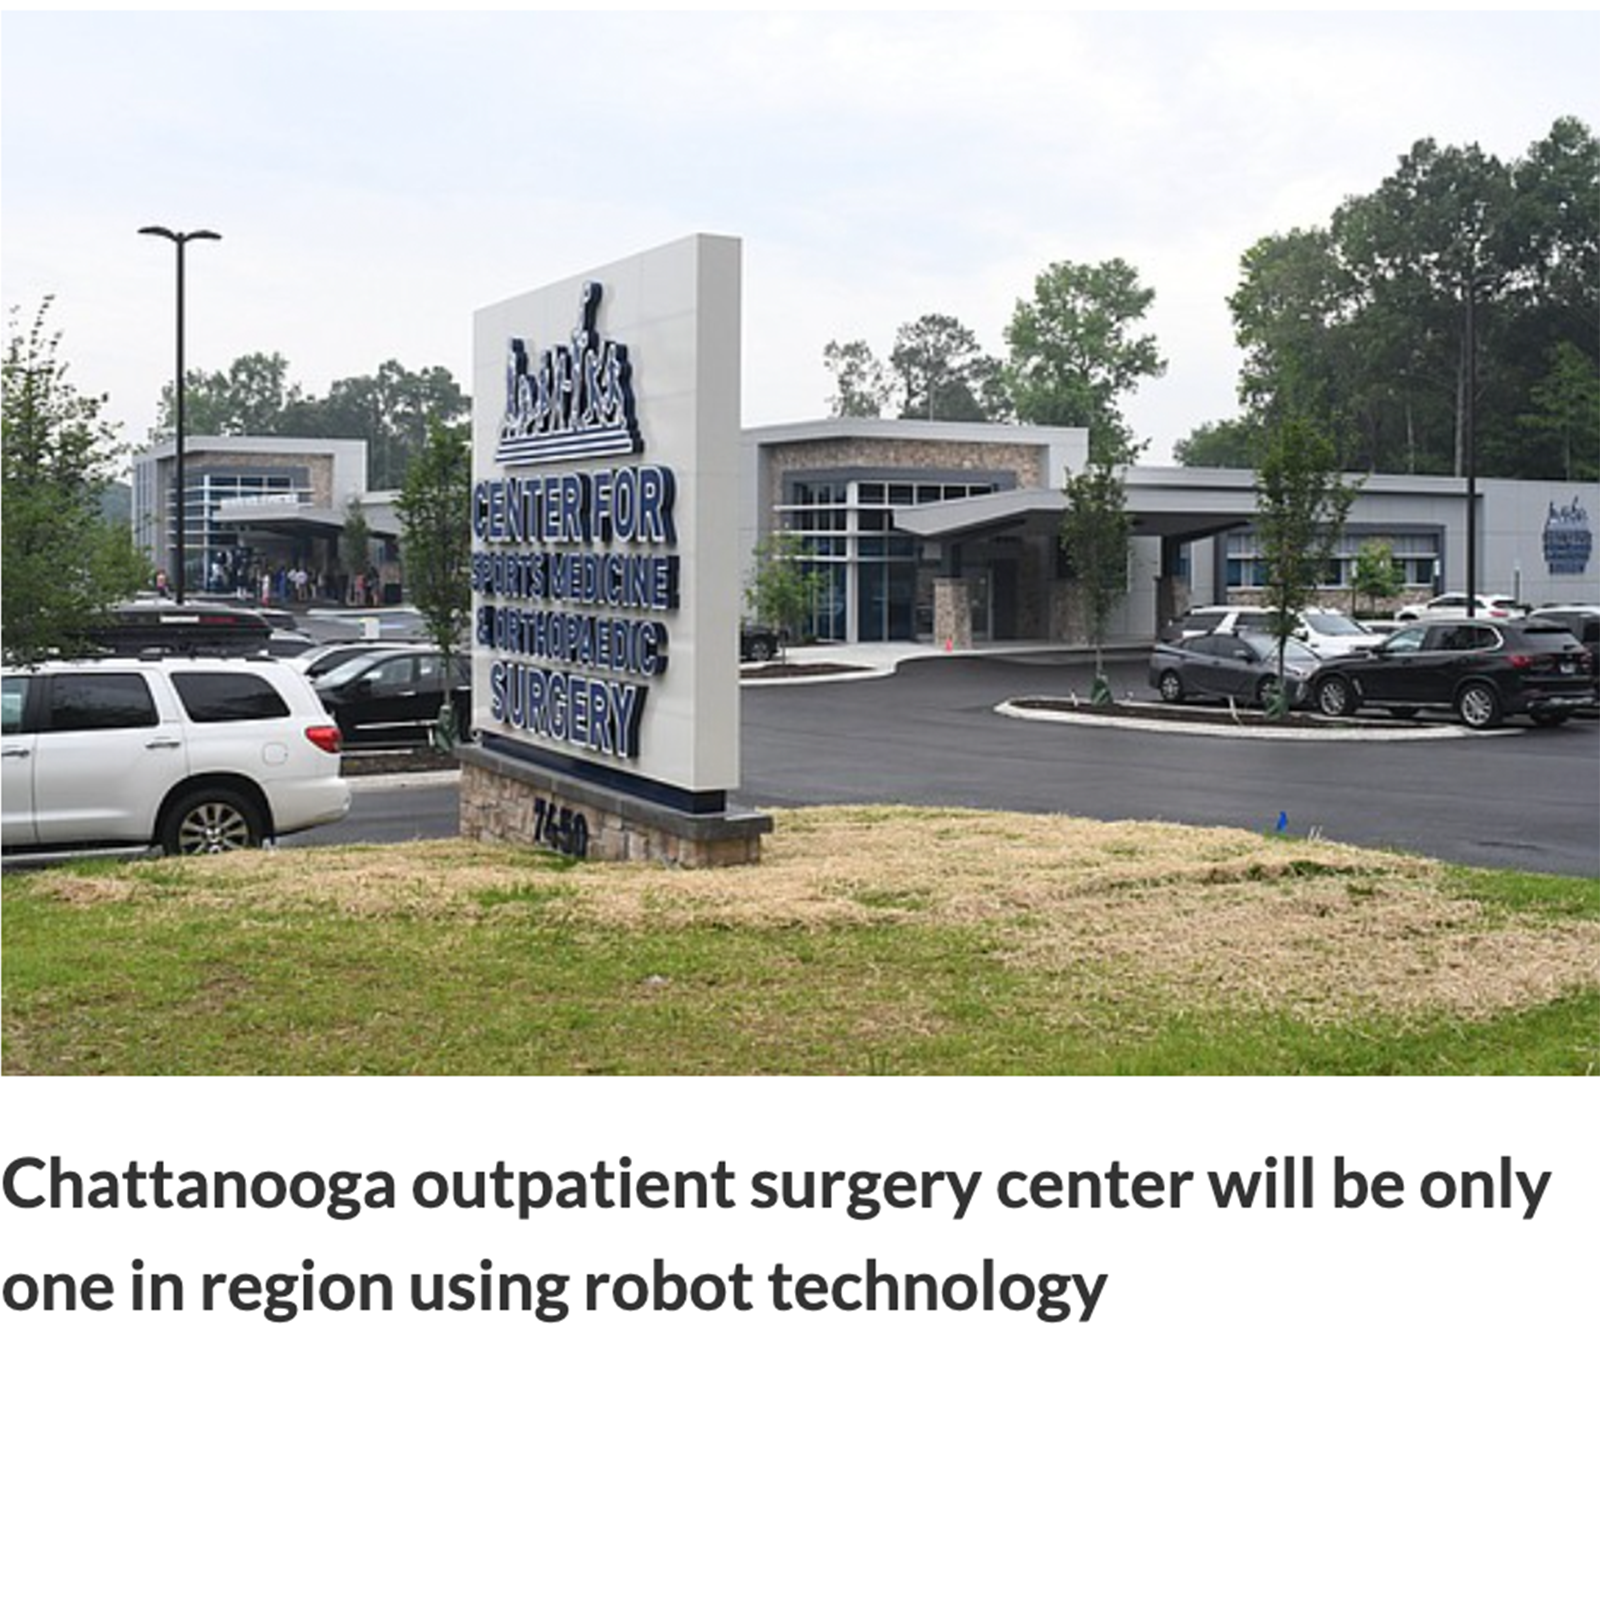 CENTER FOR
SPORTS MEDICINE
& ORTHOPAEDIC
SURGERY
7450
Chattanooga outpatient surgery center will be only
one in region using robot technology